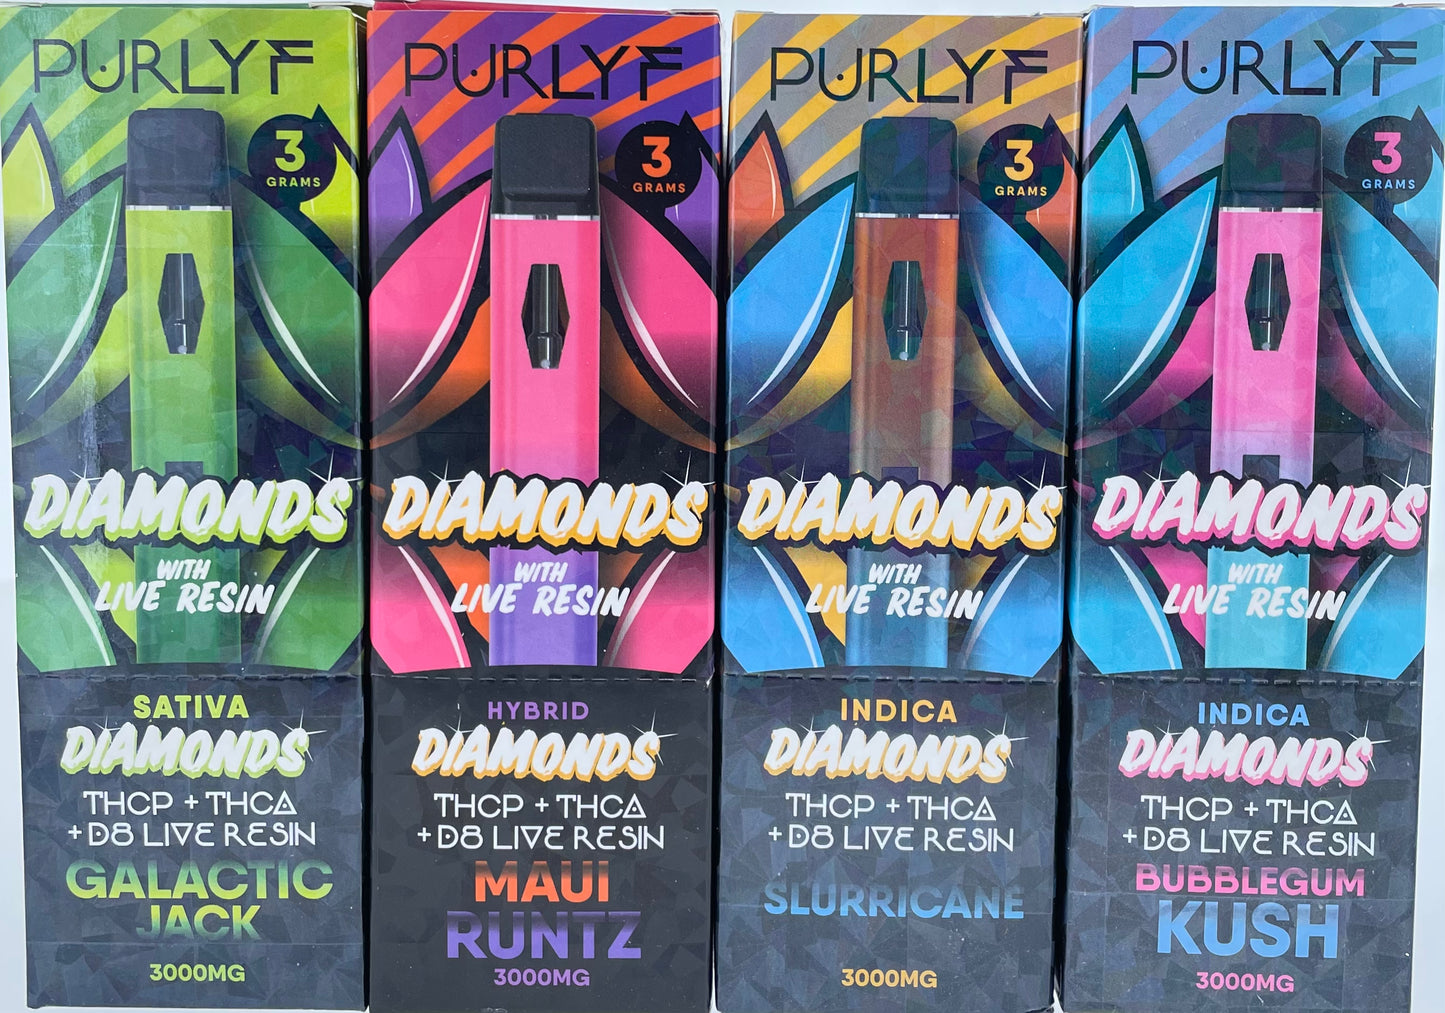 PURLYF
3
GRAMS
DIAMONDS
WITH
LIVE RESIN
SATIVA
DIAMONDS
THCP + THCA
+ D8 LIVE RESIN
GALACTIC
JACK
3000MG
PURLYF
3
GRAMS
DIAMONDS
WITH
LIVE RESIN
HYBRID
DIAMONDS
THCP + THCA
+ D8 LIVE RESIN
MAUI
RUNTZ
3000MG
PURLYF
3
GRAMS
DIAMONDS
WITH
LIVE RESIN
INDICA
DIAMONDS
THCP + THCA
+ D8 LIVE RESIN
SLURRICANE
3000MG
PURLYF
3
GRAMS
DIAMONDS
WITH
LIVE RESIN
INDICA
DIAMONDS
THCP + THCA
+ D8 LIVE RESIN
BUBBLEGUM
KUSH
3000MG